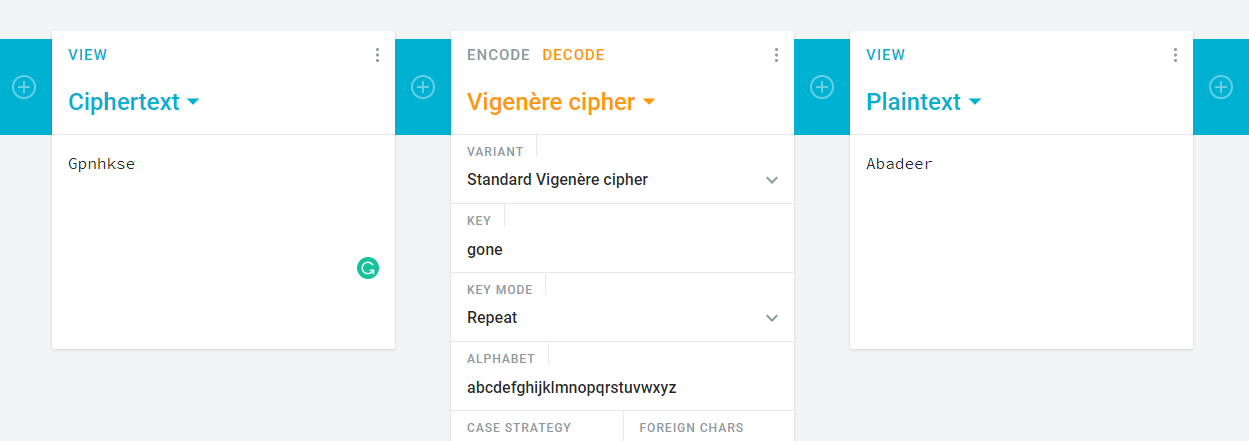 VIEW
Ciphertext
Gpnhkse
ENCODE DECODE
Vigenère cipher
VARIANT
Standard Vigenère cipher
KEY
gone
KEY MODE
Repeat
ALPHABET
abcdefghijklmnopqrstuvwxyz
CASE STRATEGY FOREIGN CHARS
VIEW
Plaintext
Abadeer